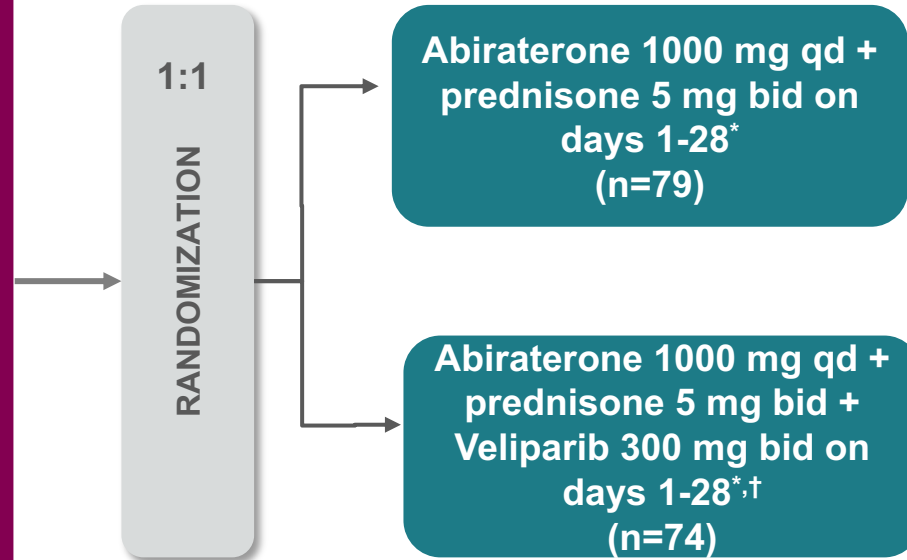 1:1
RANDOMIZATION
Abiraterone 1000 mg qd +
prednisone 5 mg bid on
days 1-28*
(n=79)
Abiraterone 1000 mg qd +
prednisone 5 mg bid +
Veliparib 300 mg bid on
days 1-28*,†
(n=74)